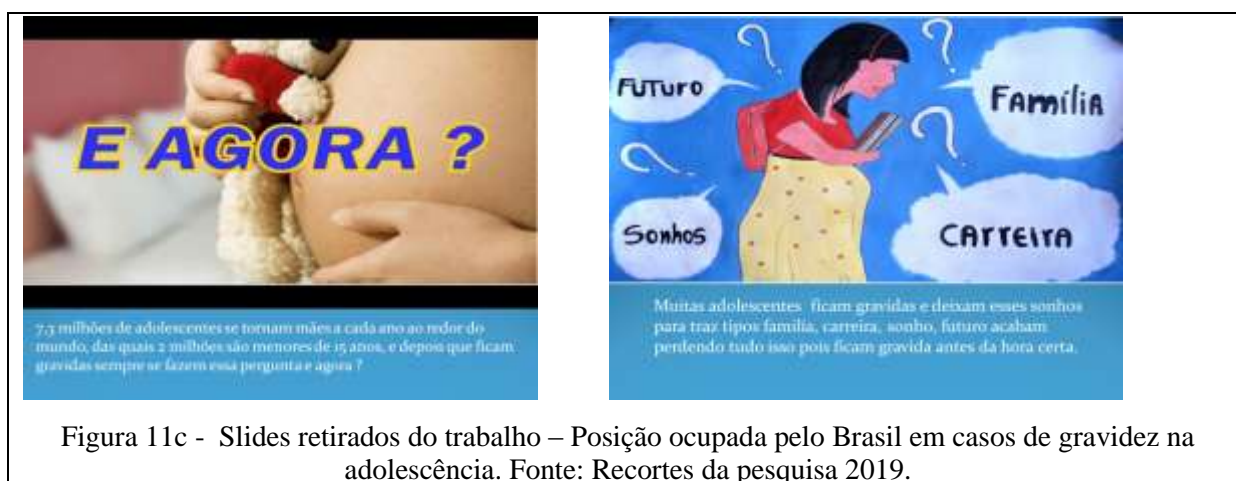 E AGORA ?
7,3 milhões de adolescentes se tornam mães a cada ano ao redor do
mundo, das quais 2 milhões são menores de 15 anos, e depois que ficam
gravidas sempre se fazem essa pergunta e agora ?
FUTuro
FAmíliA
Sonhos
CArreirA
Muitas adolescentes ficam gravidas e deixam esses sonhos
para traz tipos familia, carreira, sonho, futuro acabam
perdendo tudo isso pois ficam gravida antes da hora certa.
Figura 11c - Slides retirados do trabalho – Posição ocupada pelo Brasil em casos de gravidez na
adolescência. Fonte: Recortes da pesquisa 2019.